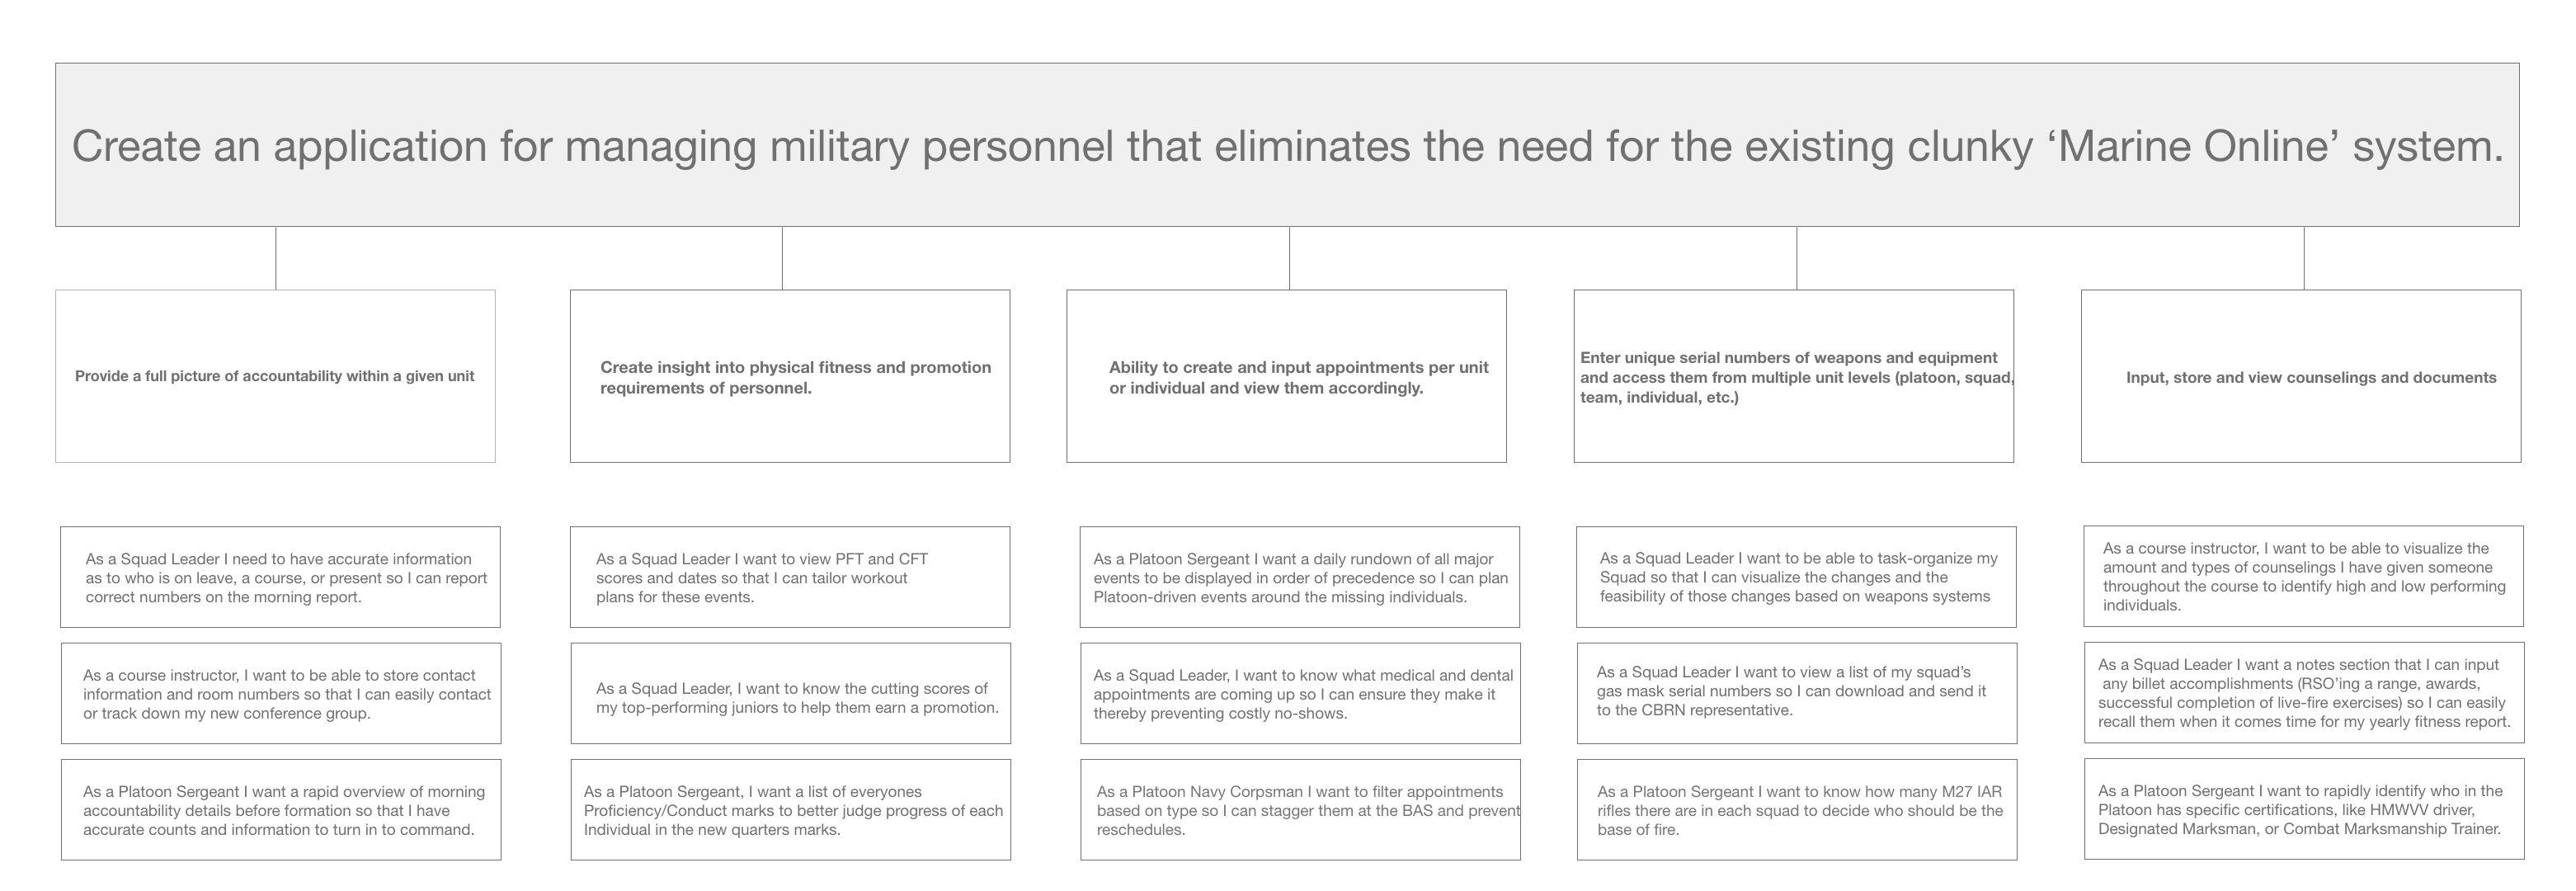 Create an application for managing military personnel that eliminates the need for the existing clunky ‘Marine Online’ system.
Provide a full picture of accountability within a given unit
Create insight into physical fitness and promotion
requirements of personnel.
Ability to create and input appointments per unit
or individual and view them accordingly.
Enter unique serial numbers of weapons and equipment
and access them from multiple unit levels (platoon, squad,
team, individual, etc.)
Input, store and view counselings and documents
As a Squad Leader I need to have accurate information
as to who is on leave, a course, or present so I can report
correct numbers on the morning report.
As a Squad Leader I want to view PFT and CFT
scores and dates so that I can tailor workout
plans for these events.
As a Platoon Sergeant I want a daily rundown of all major
events to be displayed in order of precedence so I can plan
Platoon-driven events around the missing individuals.
As a Squad Leader I want to be able to task-organize my
Squad so that I can visualize the changes and the
feasibility of those changes based on weapons systems
As a course instructor, I want to be able to visualize the
amount and types of counselings I have given someone
throughout the course to identify high and low performing
individuals.
As a course instructor, I want to be able to store contact
information and room numbers so that I can easily contact
or track down my new conference group.
As a Squad Leader, I want to know the cutting scores of
my top-performing juniors to help them earn a promotion.
As a Squad Leader, I want to know what medical and dental
appointments are coming up so I can ensure they make it
thereby preventing costly no-shows.
As a Squad Leader I want to view a list of my squad’s
gas mask serial numbers so I can download and send it
to the CBRN representative.
As a Squad Leader I want a notes section that I can input
any billet accomplishments (RSO’ing a range, awards,
successful completion of live-fire exercises) so I can easily
recall them when it comes time for my yearly fitness report.
As a Platoon Sergeant I want a rapid overview of morning
accountability details before formation so that I have
accurate counts and information to turn in to command.
As a Platoon Sergeant, I want a list of everyones
Proficiency/Conduct marks to better judge progress of each
Individual in the new quarters marks.
As a Platoon Navy Corpsman I want to filter appointments
based on type so I can stagger them at the BAS and prevent
reschedules.
As a Platoon Sergeant I want to know how many M27 IAR
rifles there are in each squad to decide who should be the
base of fire.
As a Platoon Sergeant I want to rapidly identify who in the
Platoon has specific certifications, like HMWVV driver,
Designated Marksman, or Combat Marksmanship Trainer.